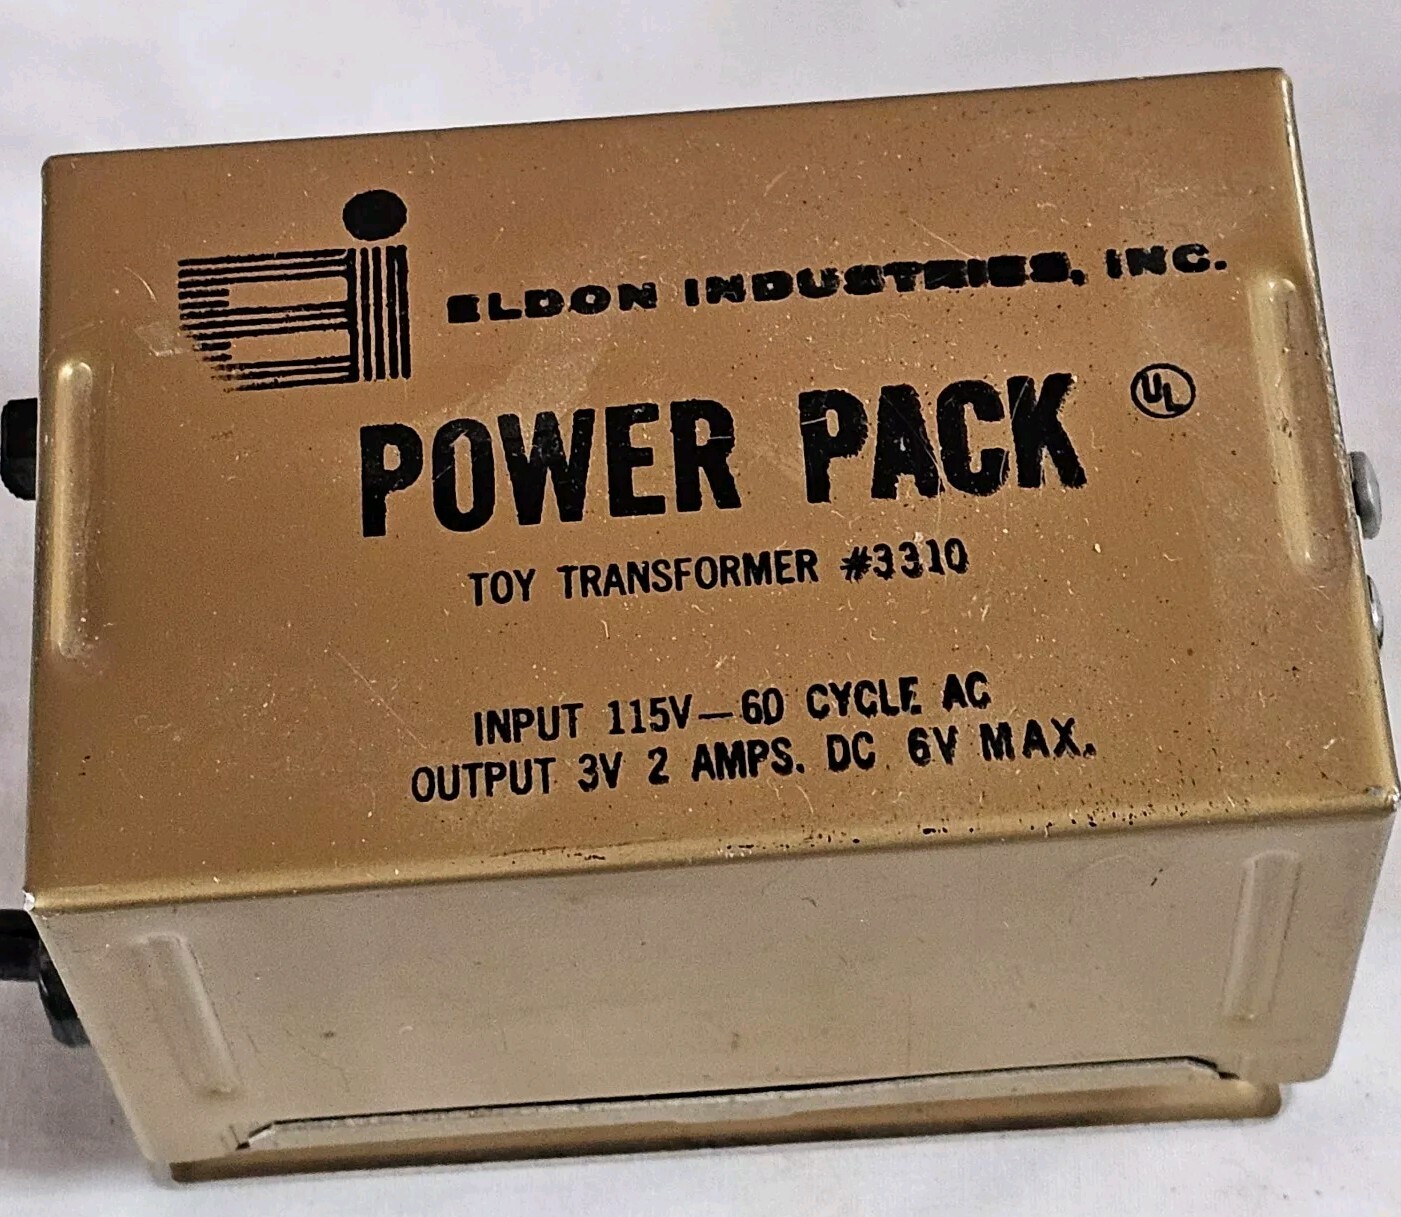 ELDON INDUSTRIES, INC.
POWER PACK
UL
TOY TRANSFORMER #3310
INPUT 115V—60 CYCLE AC
OUTPUT 3V 2 AMPS. DC 6V MAX.